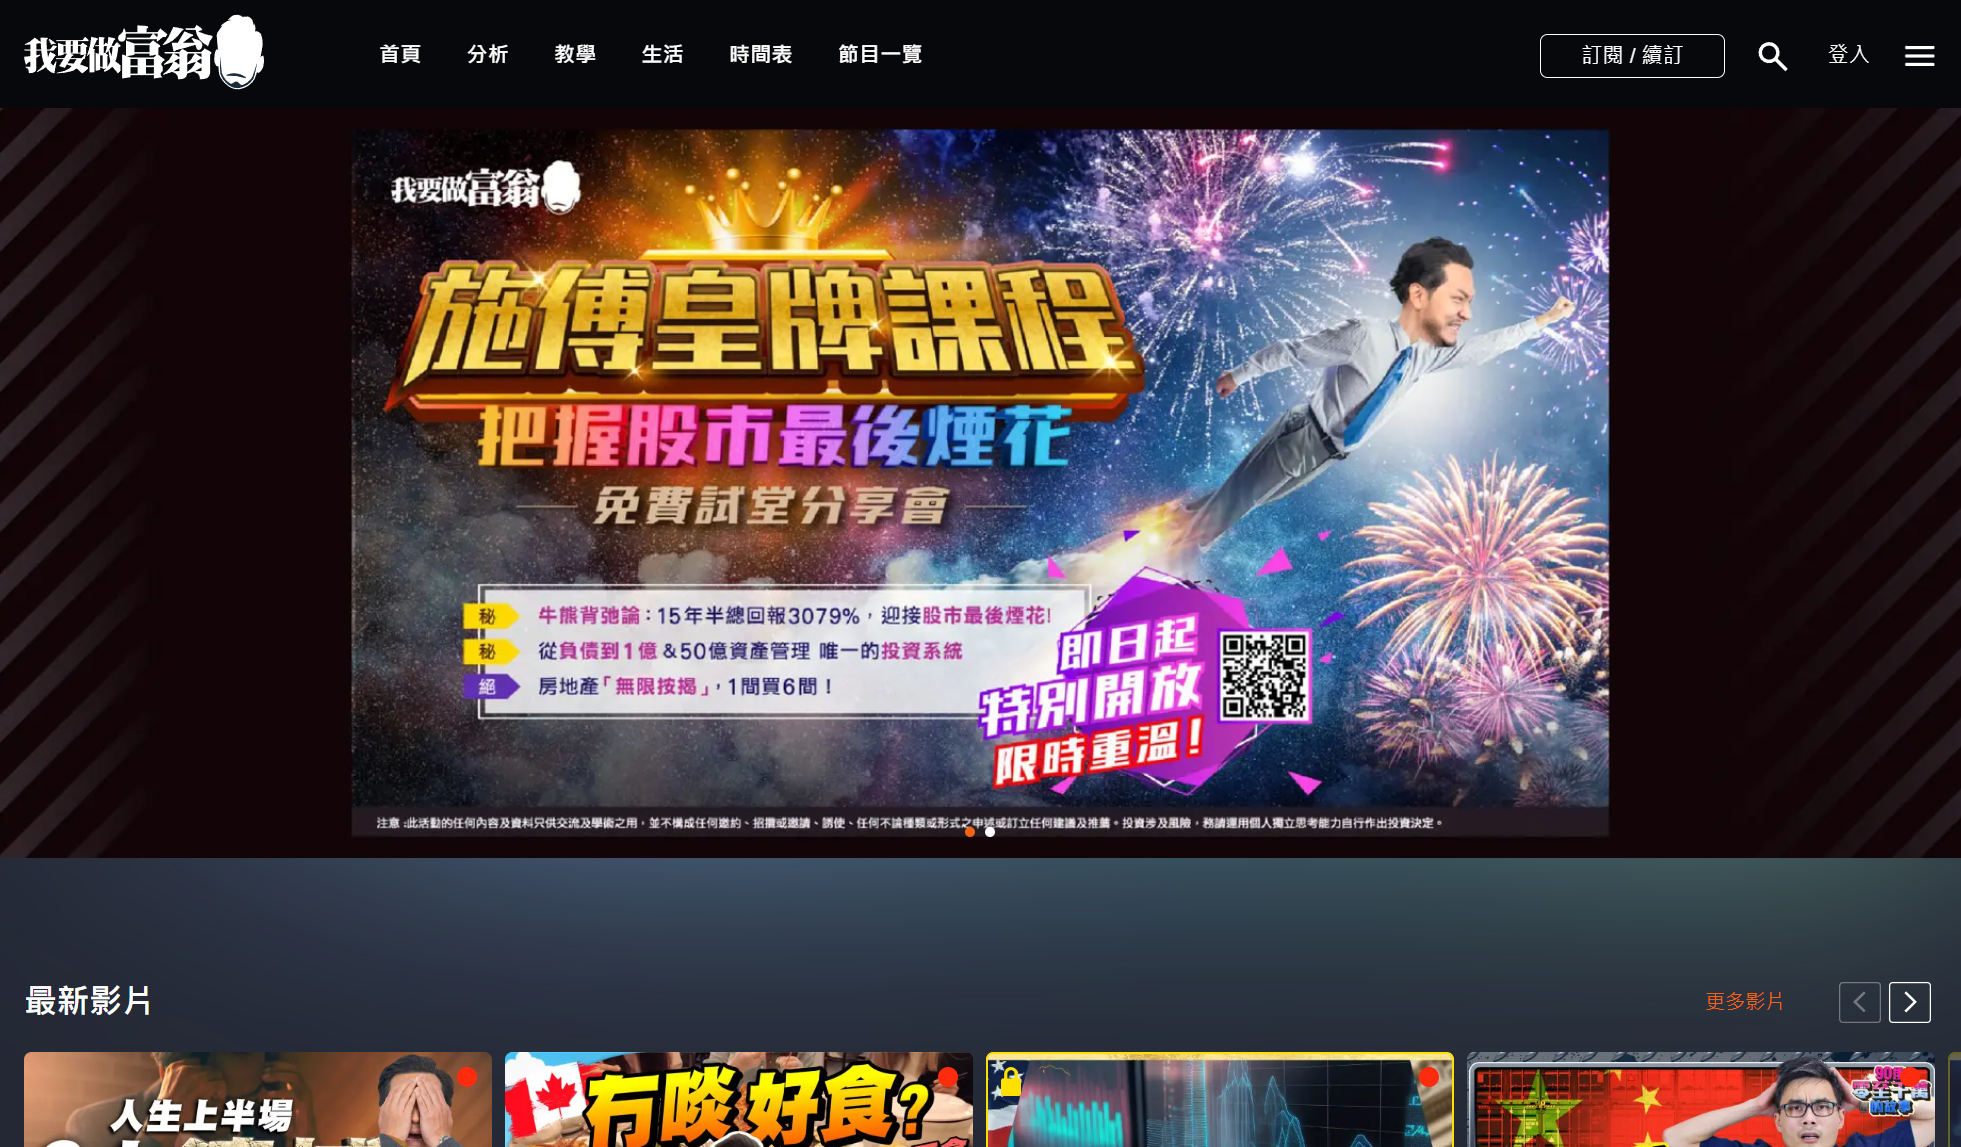 我要做富翁
首頁 分析 教學 生活 時間表 節目一覽
訂閱 / 續訂
登入
我要做富翁
施傅皇牌課程
把握股市最後煙花
免費試堂分享會
秘 牛熊背弛論：15年半總回報3079%，迎接股市最後煙花!
秘 從負債到1億＆50億資產管理 唯一的投資系統
絕 房地產「無限按揭」，1間買6間！
即日起
特別開放
限時重溫！
注意 :此活動的任何內容及資料只供交流及學術之用，並不構成任何邀約、招攬或邀請、誘使、任何不論種類或形式之申述或訂立任何建議及推薦。投資涉及風險，務請運用個人獨立思考能力自行作出投資決定。
最新影片
更多影片
人生上半場
冇啖好食?
的故事